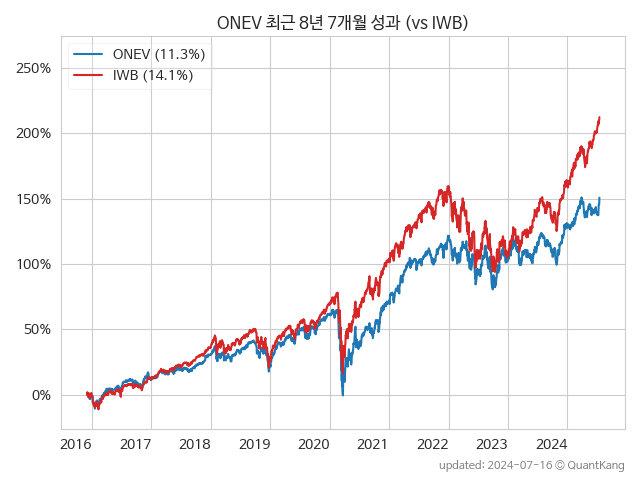 ONEV 최근 8년 7개월 성과 (vs IWB)
ONEV (11.3%)
IWB (14.1%)
250%
200%
150%
100%
50%
0%
2016 2017 2018 2019 2020 2021 2022 2023 2024
updated: 2024-07-16 © QuantKang